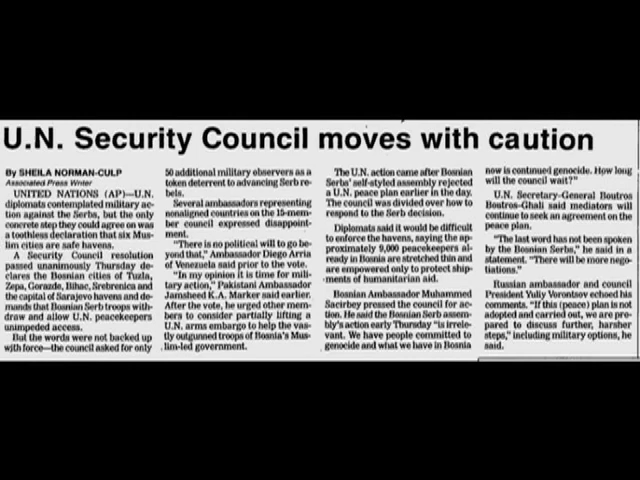 U.N. Security Council moves with caution
By SHEILA NORMAN-CULP
Associated Press Writer
UNITED NATIONS (AP)—U.N.
diplomats contemplated military ac-
tion against the Serbs, but the only
concrete step they could agree on was
a toothless declaration that six Mus-
lim cities are safe havens.
A Security Council resolution
passed unanimously Thursday de-
clares the Bosnian cities of Tuzla,
Zepa, Gorazde, Bihac, Srebrenica and
the capital of Sarajevo havens and de-
mands that Bosnian Serb troops with-
draw and allow U.N. peacekeepers
unimpeded access.
But the words were not backed up
with force—the council asked for only
50 additional military observers as a
token deterrent to advancing Serb re-
bels.
Several ambassadors representing
nonaligned countries on the 15-mem-
ber council expressed disappoint-
ment.
"There is no political will to go be-
yond that," Ambassador Diego Arria
of Venezuela said prior to the vote.
"In my opinion it is time for mili-
tary action," Pakistani Ambassador
Jamsheed K.A. Marker said earlier.
After the vote, he urged other mem-
bers to consider partially lifting a
U.N. arms embargo to help the vas-
tly outgunned troops of Bosnia's Mus-
lim-led government.
The U.N. action came after Bosnian
Serbs' self-styled assembly rejected
a U.N. peace plan earlier in the day.
The council was divided over how to
respond to the Serb decision.
Diplomats said it would be difficult
to enforce the havens, saying the ap-
proximately 9,000 peacekeepers al-
ready in Bosnia are stretched thin and
are empowered only to protect ship-
ments of humanitarian aid.
Bosnian Ambassador Muhammed
Sacirbey pressed the council for ac-
tion. He said the Bosnian Serb assem-
bly's action early Thursday "is irrele-
vant. We have people committed to
genocide and what we have in Bosnia
now is continued genocide. How long
will the council wait?"
U.N. Secretary-General Boutros
Boutros-Ghali said mediators will
continue to seek an agreement on the
peace plan.
"The last word has not been spoken
by the Bosnian Serbs," he said in a
statement. "There will be more nego-
tiations."
Russian ambassador and council
President Yuliy Vorontsov echoed his
comments. "If this (peace) plan is not
adopted and carried out, we are pre-
pared to discuss further, harsher
steps," including military options, he
said.